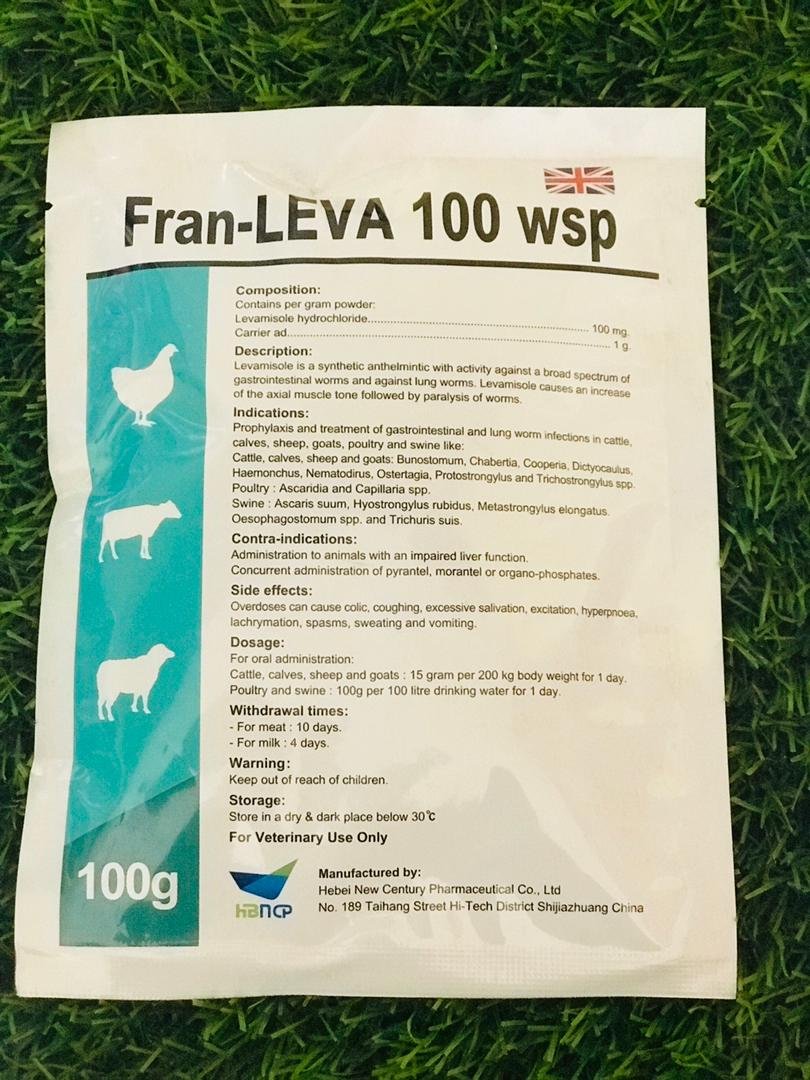 Fran-LEVA 100 wsp
Composition:
Contains per gram powder:
Levamisole hydrochloride........................................................................ 100 mg.
Carrier ad.................................................................................................... 1 g.
Description:
Levamisole is a synthetic anthelmintic with activity against a broad spectrum of
gastrointestinal worms and against lung worms. Levamisole causes an increase
of the axial muscle tone followed by paralysis of worms.
Indications:
Prophylaxis and treatment of gastrointestinal and lung worm infections in cattle,
calves, sheep, goats, poultry and swine like:
Cattle, calves, sheep and goats: Bunostomum, Chabertia, Cooperia, Dictyocaulus,
Haemonchus, Nematodirus, Ostertagia, Protostrongylus and Trichostrongylus spp.
Poultry : Ascaridia and Capillaria spp.
Swine : Ascaris suum, Hyostrongylus rubidus, Metastrongylus elongatus.
Oesophagostomum spp. and Trichuris suis.
Contra-indications:
Administration to animals with an impaired liver function.
Concurrent administration of pyrantel, morantel or organo-phosphates.
Side effects:
Overdoses can cause colic, coughing, excessive salivation, excitation, hyperpnoea,
lachrymation, spasms, sweating and vomiting.
Dosage:
For oral administration:
Cattle, calves, sheep and goats : 15 gram per 200 kg body weight for 1 day.
Poultry and swine : 100g per 100 litre drinking water for 1 day.
Withdrawal times:
- For meat : 10 days.
- For milk : 4 days.
Warning:
Keep out of reach of children.
Storage:
Store in a dry & dark place below 30℃
For Veterinary Use Only
100g
HBNCP
Manufactured by:
Hebei New Century Pharmaceutical Co., Ltd
No. 189 Taihang Street Hi-Tech District Shijiazhuang China